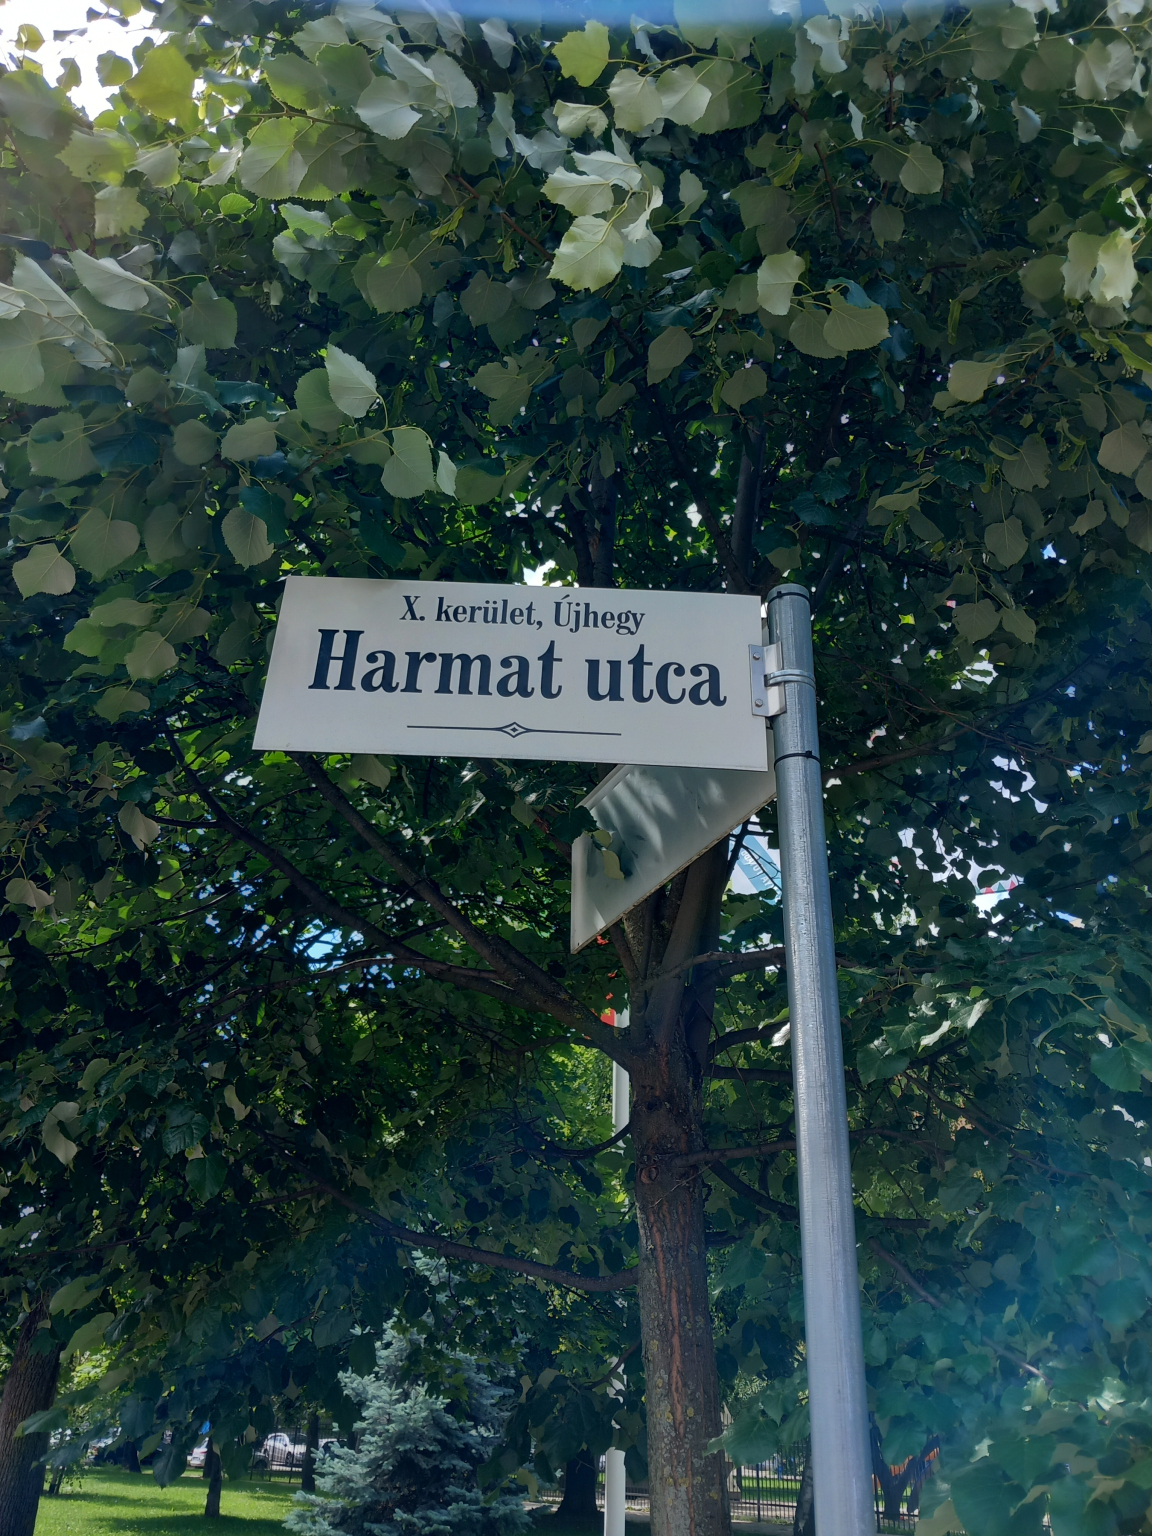 X. kerület, Újhegy
Harmat utca